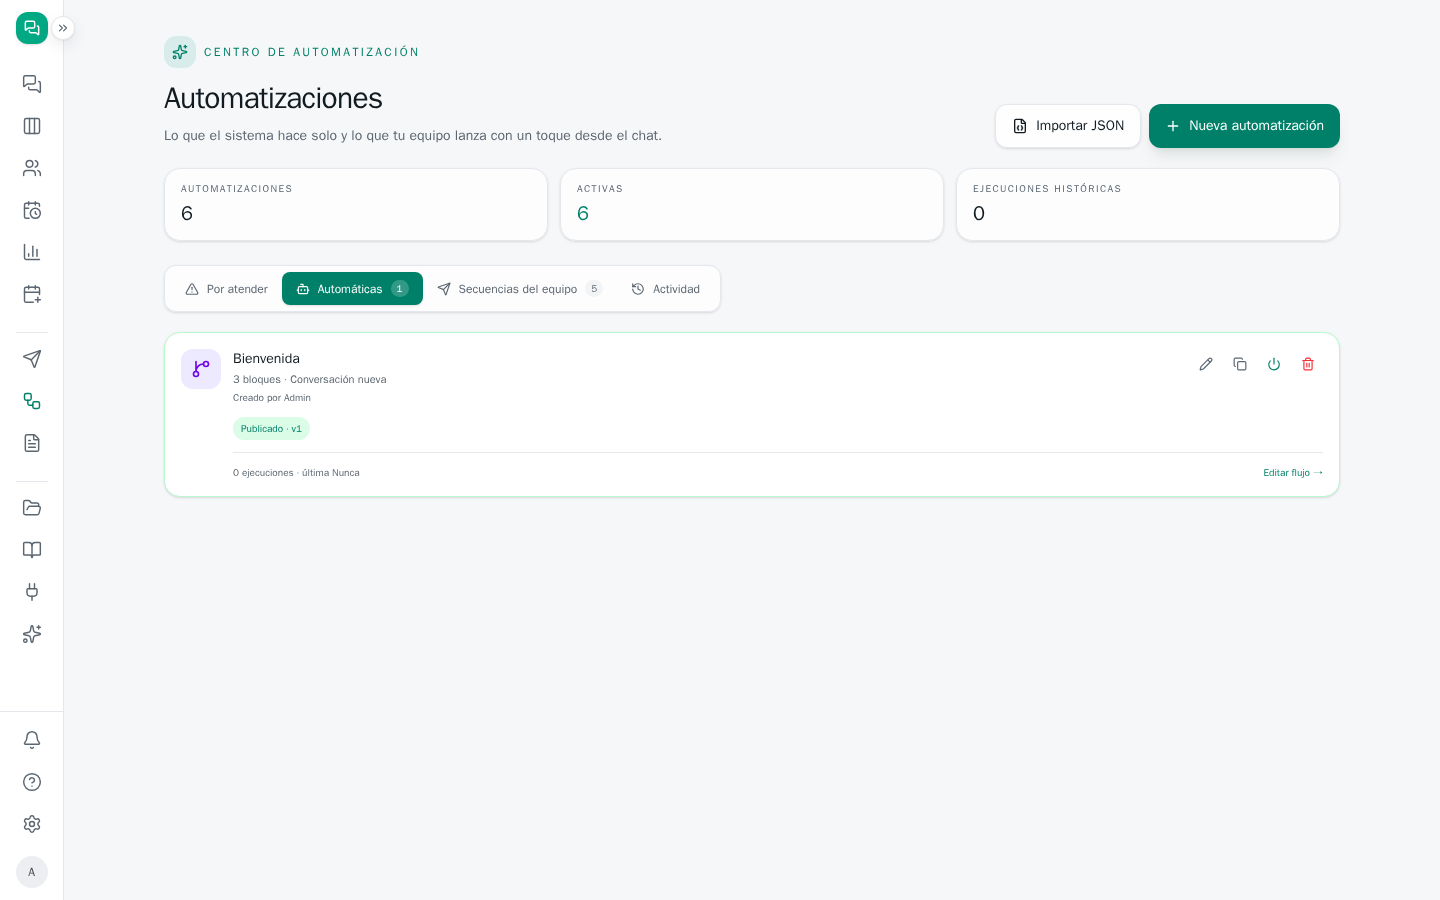 CENTRO DE AUTOMATIZACIÓN
Automatizaciones
Lo que el sistema hace solo y lo que tu equipo lanza con un toque desde el chat.
Importar JSON
Nueva automatización
AUTOMATIZACIONES
6
ACTIVAS
6
EJECUCIONES HISTÓRICAS
0
Por atender
Automáticas 1
Secuencias del equipo 5
Actividad
Bienvenida
3 bloques · Conversación nueva
Creado por Admin
Publicado · v1
0 ejecuciones · última Nunca
Editar flujo →
A